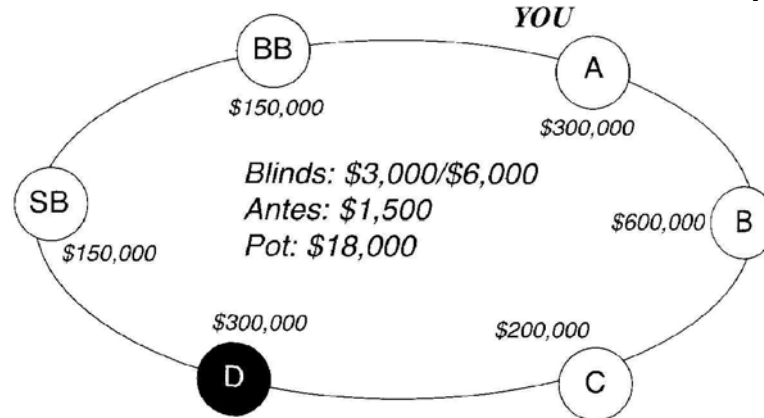 YOU
BB
A
$150,000
$300,000
Blinds: $3,000/$6,000
SB
Antes: $1,500
$600,000
B
Pot: $18,000
$150,000
$300,000
$200,000
D
C